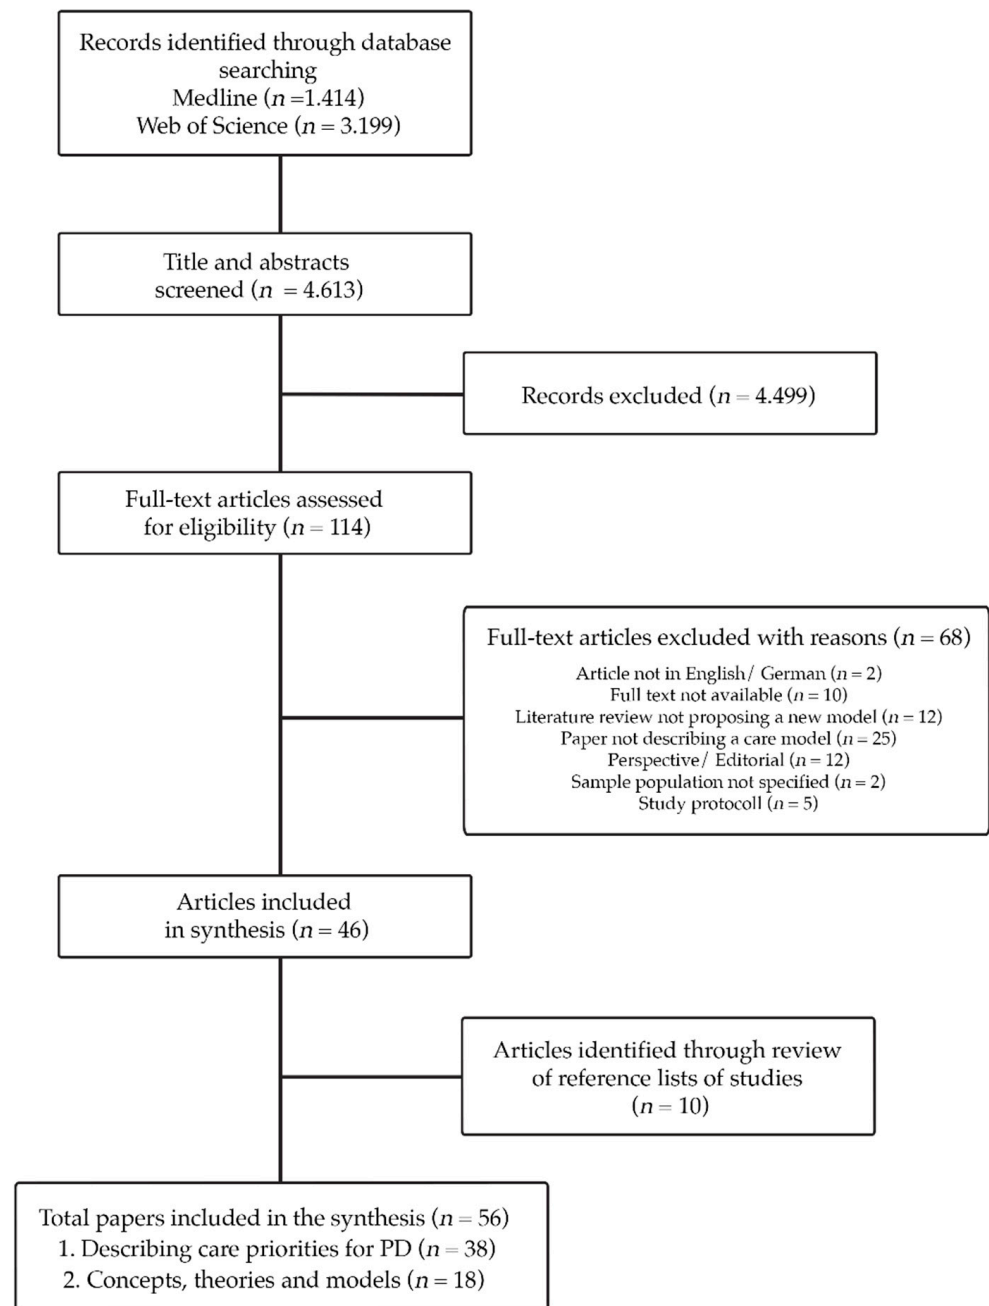 Records identified through database
searching
Medline (n =1.414)
Web of Science (n = 3.199)
Title and abstracts
screened (n = 4.613)
Records excluded (n = 4.499)
Full-text articles assessed
for eligibility (n = 114)
Full-text articles excluded with reasons (n = 68)
Article not in English/ German (n = 2)
Full text not available (n = 10)
Literature review not proposing a new model (n = 12)
Paper not describing a care model (n = 25)
Perspective/ Editorial (n = 12)
Sample population not specified (n = 2)
Study protocoll (n = 5)
Articles included
in synthesis (n = 46)
Articles identified through review
of reference lists of studies
(n = 10)
Total papers included in the synthesis (n = 56)
1. Describing care priorities for PD (n = 38)
2. Concepts, theories and models (n = 18)